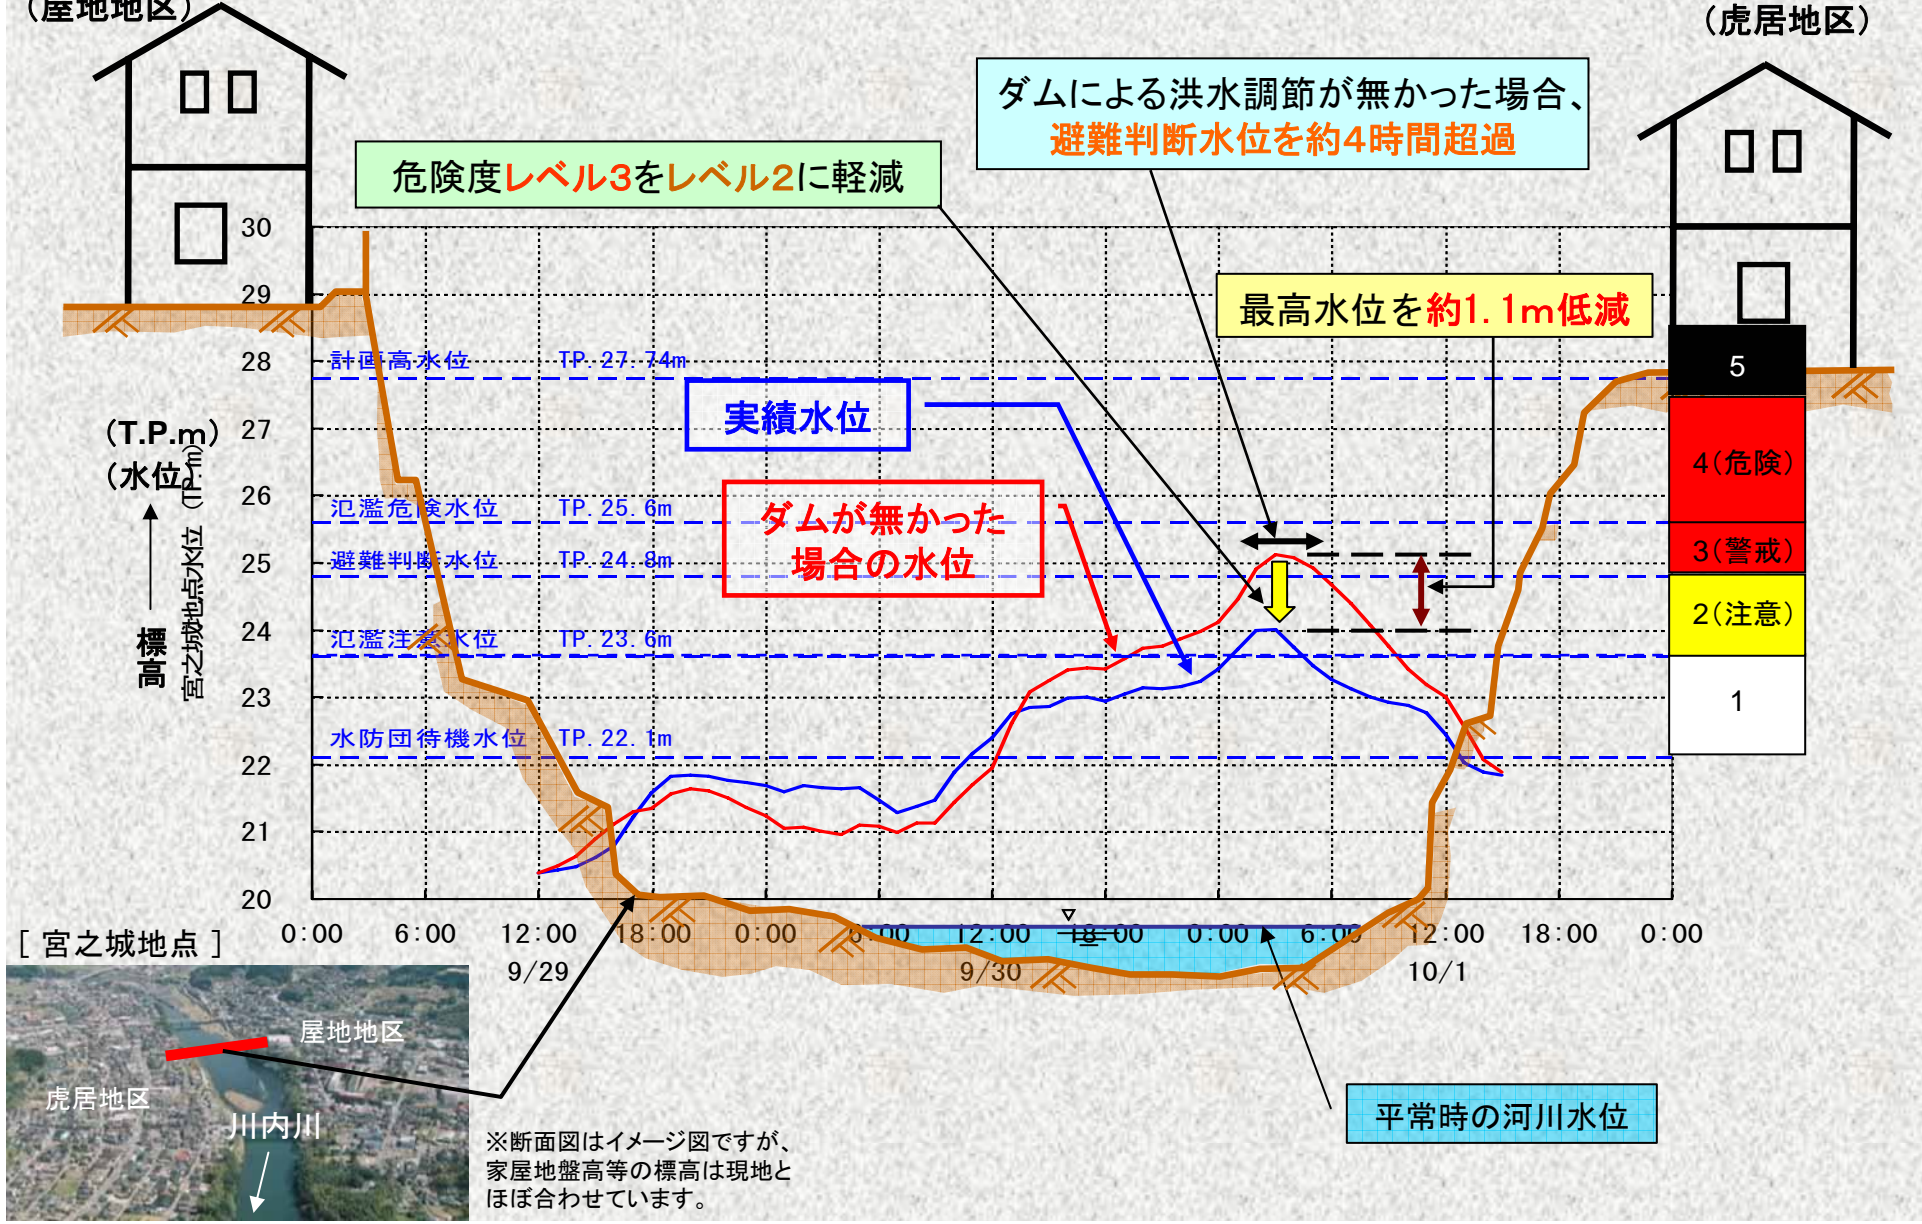 （屋地地区）
（虎居地区）
ダムによる洪水調節が無かった場合、
避難判断水位を約4時間超過
危険度レベル3をレベル2に軽減
最高水位を約1.1m低減
30
29
28
27
26
25
24
23
22
21
20
計画高水位 TP.27.74m
氾濫危険水位 TP.25.6m
避難判断水位 TP.24.8m
氾濫注意水位 TP.23.6m
水防団待機水位 TP.22.1m
実績水位
ダムが無かった
場合の水位
（T.P.m）
（水位）
標高
宮之城地点水位（TP.m）
5
4（危険）
3（警戒）
2（注意）
1
0:00 6:00 12:00 18:00 0:00 6:00 12:00 18:00 0:00 6:00 12:00 18:00 0:00
9/29 9/30 10/1
[ 宮之城地点 ]
屋地地区
虎居地区
川内川
平常時の河川水位
※断面図はイメージ図ですが、
家屋地盤高等の標高は現地と
ほぼ合わせています。